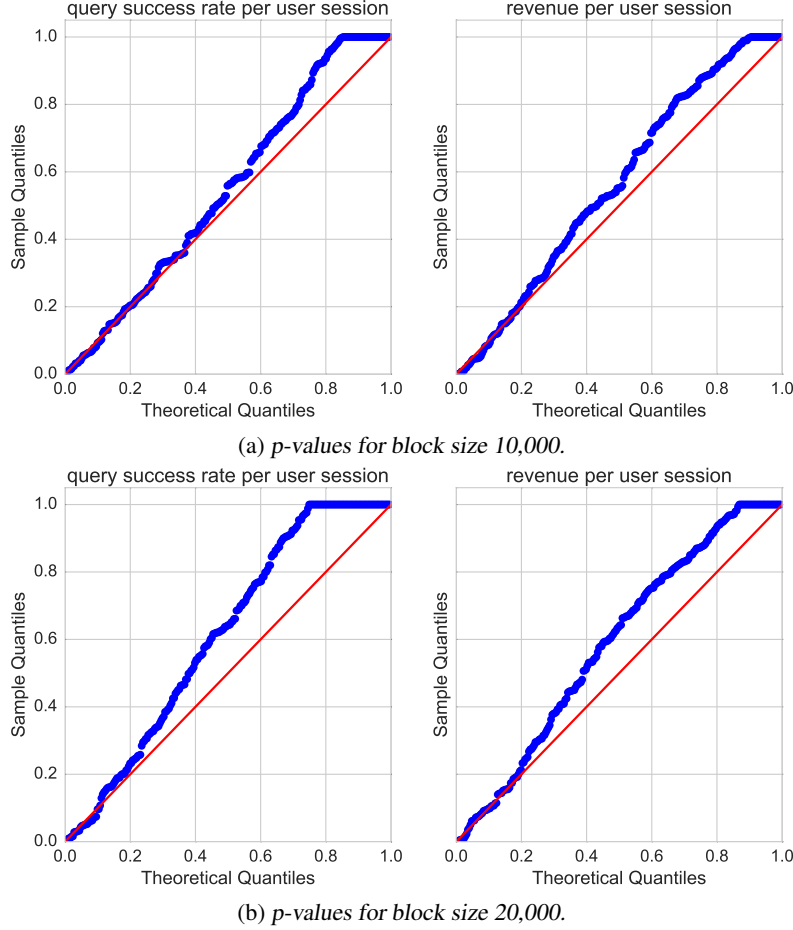 query success rate per user session
revenue per user session
1.0
0.8
0.6
0.4
0.2
0.0
Sample Quantiles
0.0 0.2 0.4 0.6 0.8 1.0
Theoretical Quantiles
Sample Quantiles
0.0 0.2 0.4 0.6 0.8 1.0
Theoretical Quantiles
(a) p-values for block size 10,000.
query success rate per user session
revenue per user session
1.0
0.8
0.6
0.4
0.2
0.0
Sample Quantiles
0.0 0.2 0.4 0.6 0.8 1.0
Theoretical Quantiles
Sample Quantiles
0.0 0.2 0.4 0.6 0.8 1.0
Theoretical Quantiles
(b) p-values for block size 20,000.